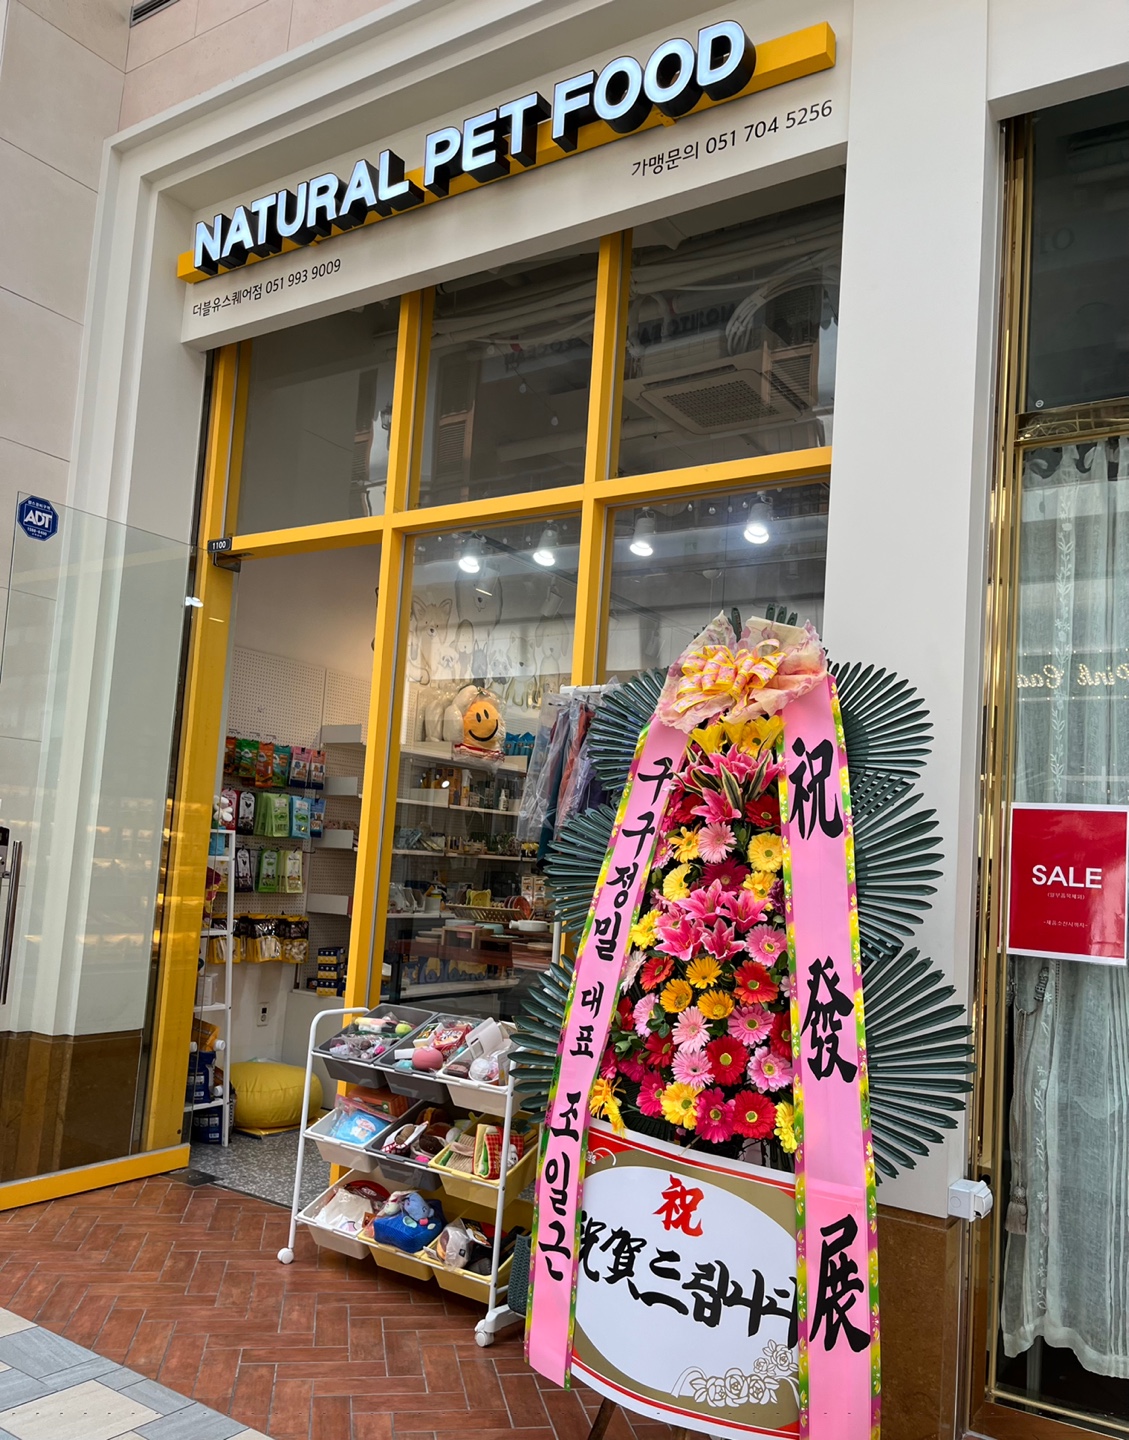 NATURAL PET FOOD
가맹문의 051 704 5256
더블유스퀘어점 051 993 9009
ADT
1100
구구정밀 대표 조일근
祝 發 展
祝
祝賀드립니다
SALE
Pink